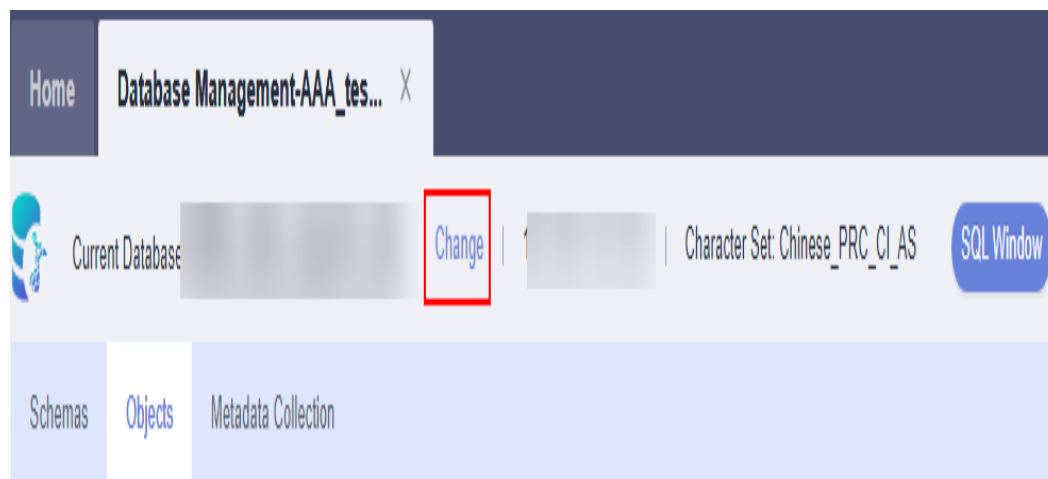 Home Database Management-AAA_tes... X
Current Database Change | | Character Set: Chinese_PRC_CI_AS SQL Window
Schemas Objects Metadata Collection